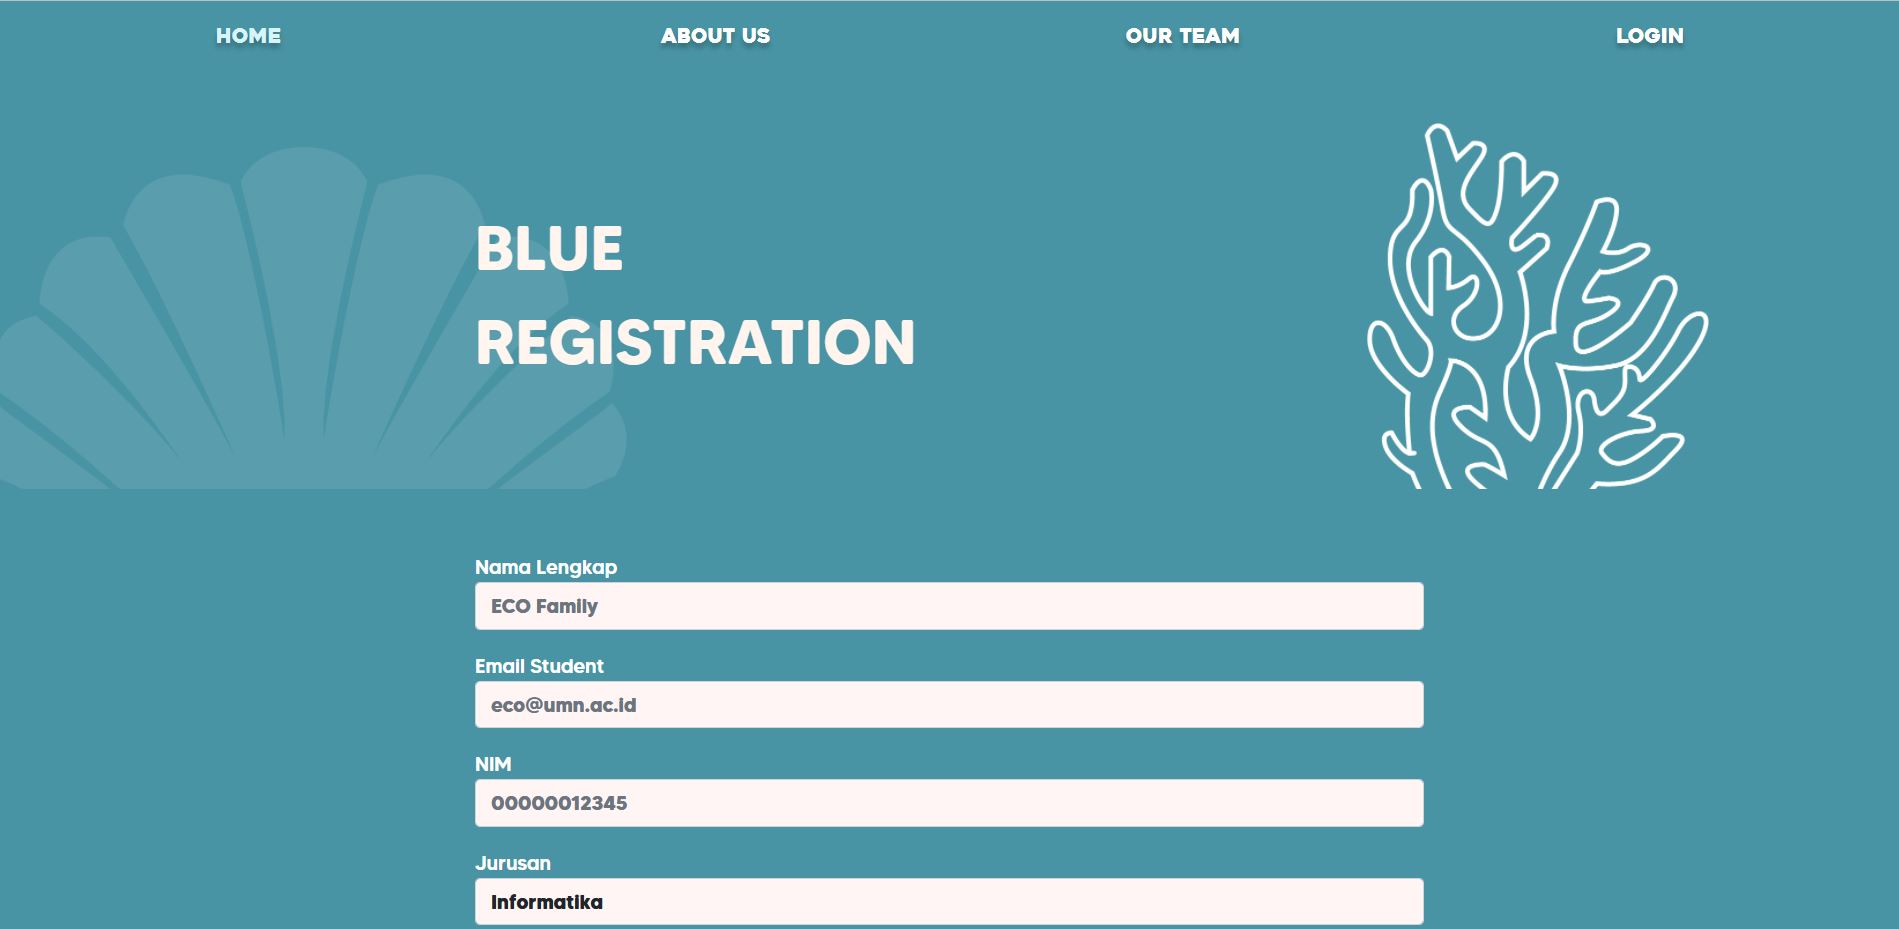 HOME ABOUT US OUR TEAM LOGIN
BLUE
REGISTRATION
Nama Lengkap
ECO Family
Email Student
eco@umn.ac.id
NIM
00000012345
Jurusan
Informatika